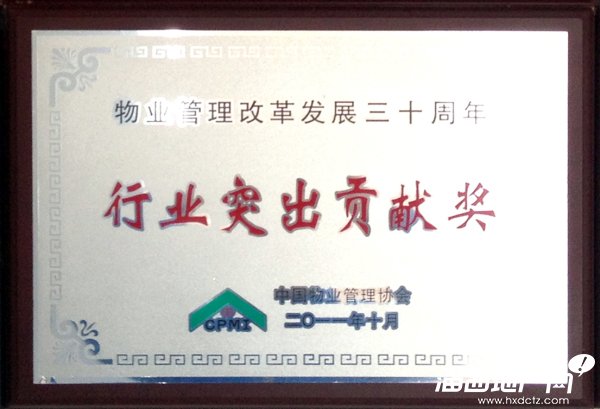 物业管理改革发展三十周年
行业突出贡献奖
中国物业管理协会
CPMI
二〇一一年十月
海西地产网
www.hxdctz.com